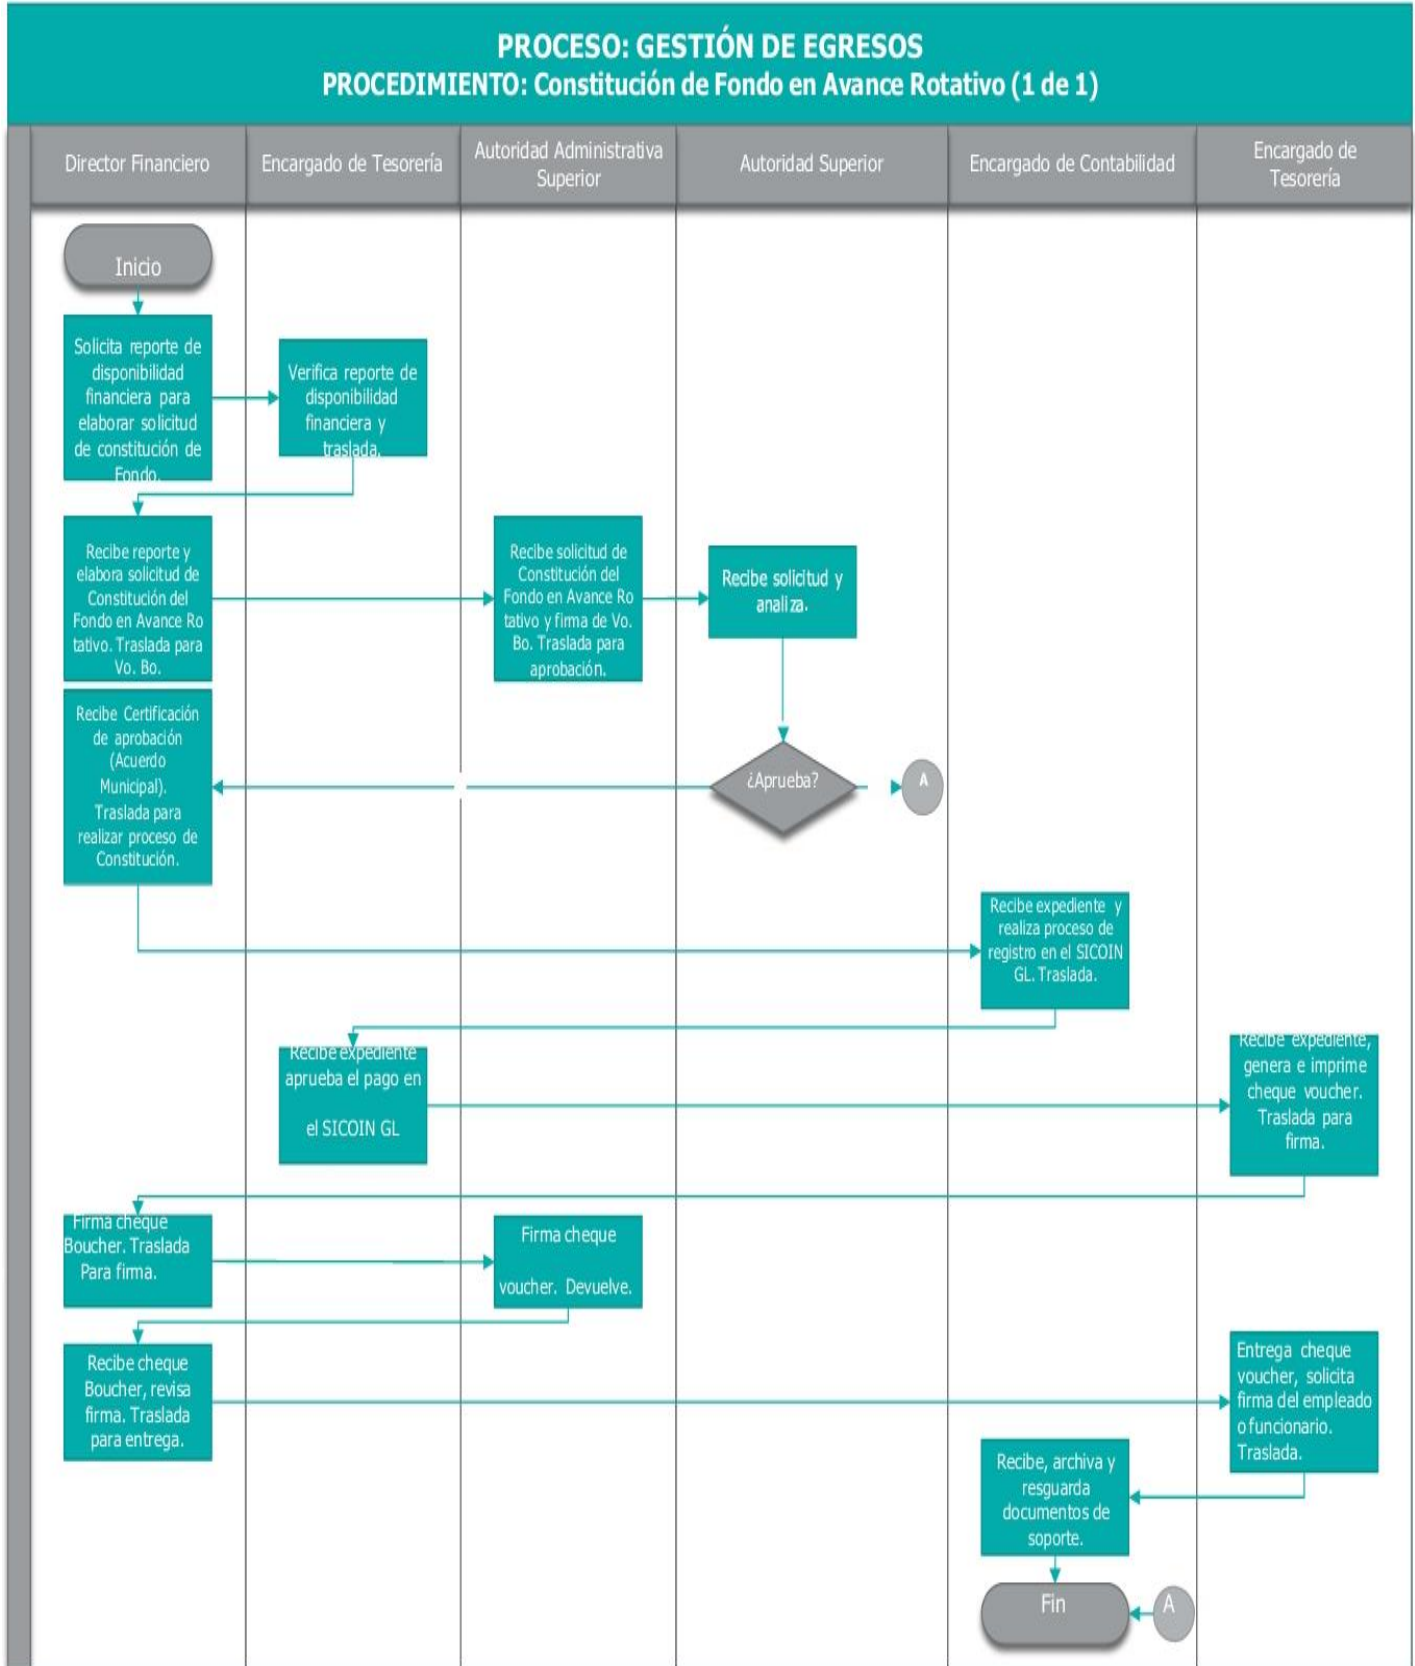 PROCESO: GESTIÓN DE EGRESOS
PROCEDIMIENTO: Constitución de Fondo en Avance Rotativo (1 de 1)
Director Financiero
Encargado de Tesorería
Autoridad Administrativa
Superior
Autoridad Superior
Encargado de Contabilidad
Encargado de
Tesorería
Inicio
Solicita reporte de
disponibilidad
financiera para
elaborar solicitud
de constitución de
Fondo.
Verifica reporte de
disponibilidad
financiera y
traslada.
Recibe reporte y
elabora solicitud de
Constitución del
Fondo en Avance Ro
tativo. Traslada para
Vo. Bo.
Recibe solicitud de
Constitución del
Fondo en Avance Ro
tativo y firma de Vo.
Bo. Traslada para
aprobación.
Recibe solicitud y
analiza.
¿Aprueba?
A
Recibe Certificación
de aprobación
(Acuerdo
Municipal).
Traslada para
realizar proceso de
Constitución.
Recibe expediente y
realiza proceso de
registro en el SICOIN
GL. Traslada.
Recibe expediente
aprueba el pago en
el SICOIN GL
Recibe expediente,
genera e imprime
cheque voucher.
Traslada para
firma.
Firma cheque
Boucher. Traslada
Para firma.
Firma cheque
voucher. Devuelve.
Recibe cheque
Boucher, revisa
firma. Traslada
para entrega.
Entrega cheque
voucher, solicita
firma del empleado
o funcionario.
Traslada.
Recibe, archiva y
resguarda
documentos de
soporte.
Fin
A